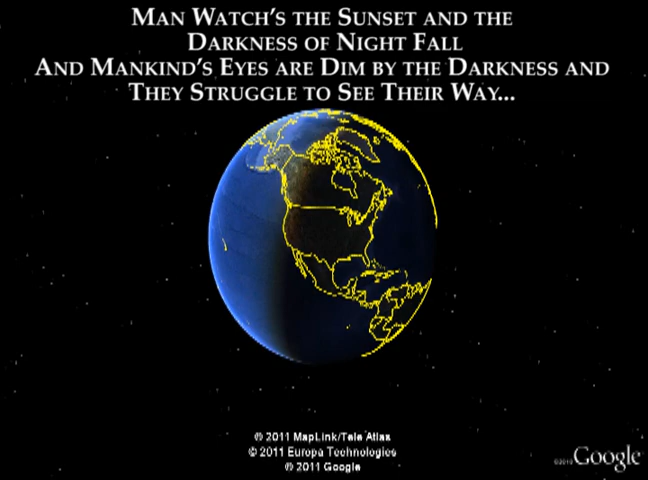 Man Watch's the Sunset and the
Darkness of Night Fall
And Mankind's Eyes are Dim by the Darkness and
They Struggle to See Their Way...
© 2011 MapLink/Tele Atlas
© 2011 Europa Technologies
© 2011 Google
©2010 Google